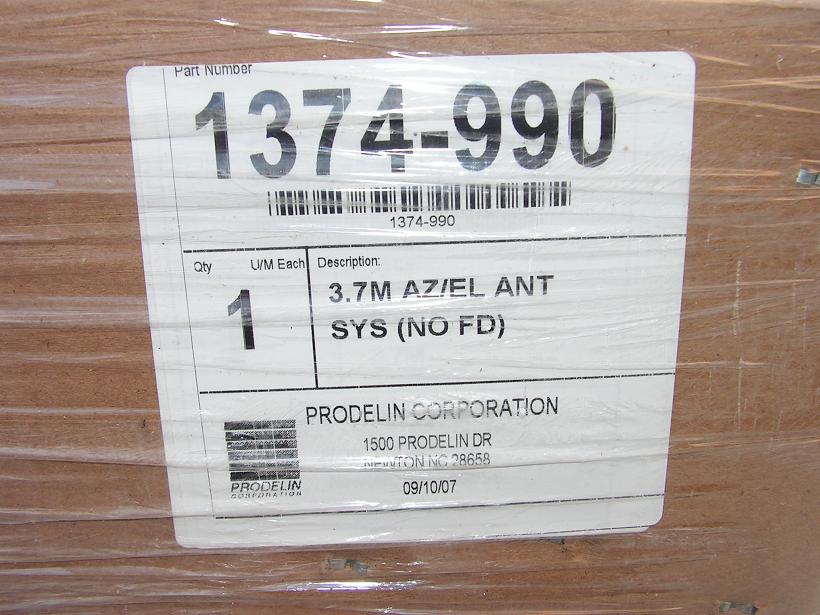 Part Number
1374-990
1374-990
Qty U/M Each Description:
1
3.7M AZ/EL ANT
SYS (NO FD)
PRODELIN CORPORATION
1500 PRODELIN DR
NEWTON NC 28658
09/10/07
PRODELIN
CORPORATION